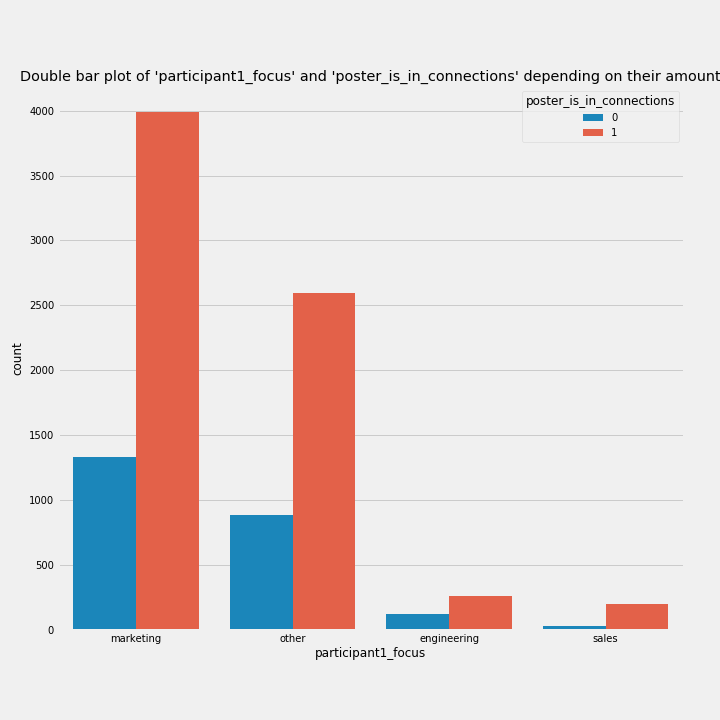 Double bar plot of 'participant1_focus' and 'poster_is_in_connections' depending on their amount
poster_is_in_connections
0
1
4000
3500
3000
2500
2000
1500
1000
500
0
count
marketing other engineering sales
participant1_focus